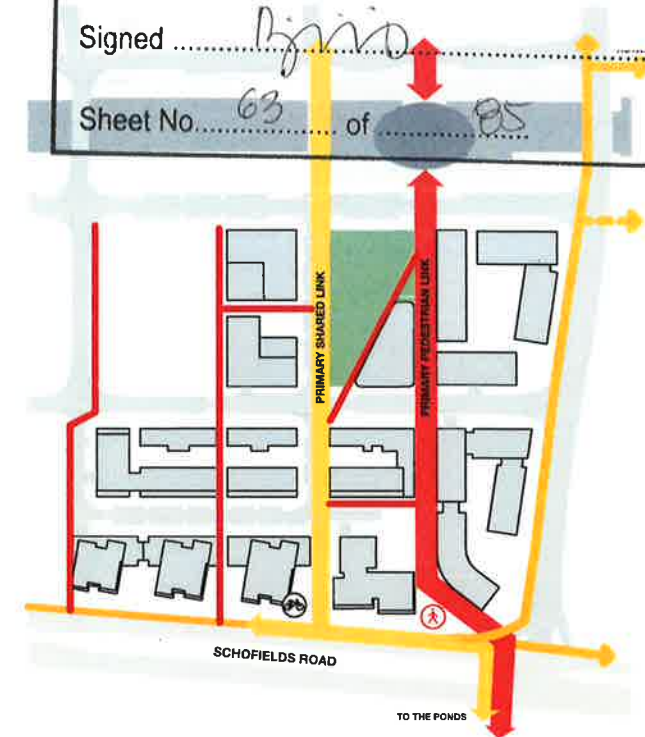 Signed ..............................
Sheet No. 63 of 85
PRIMARY SHARED LINK
PRIMARY PEDESTRIAN LINK
SCHOFIELDS ROAD
TO THE PONDS